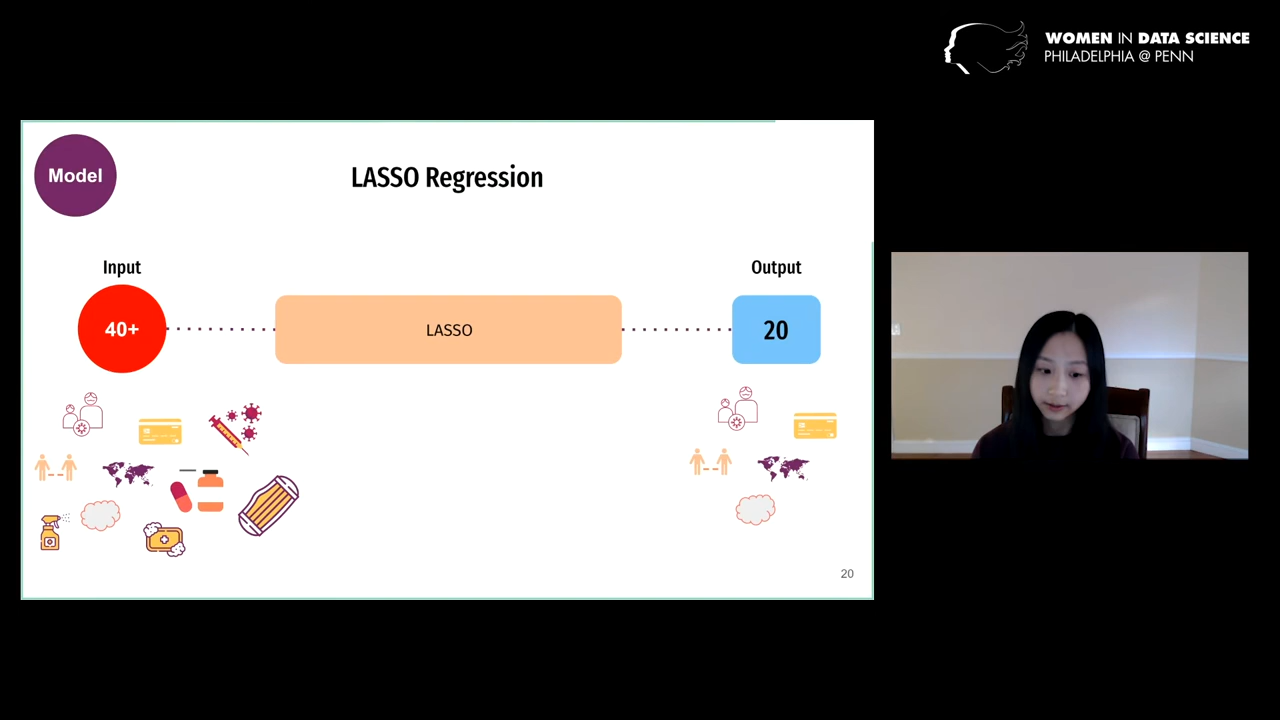 WOMEN IN DATA SCIENCE
PHILADELPHIA @ PENN
Model
LASSO Regression
Input
Output
40+
LASSO
20
20